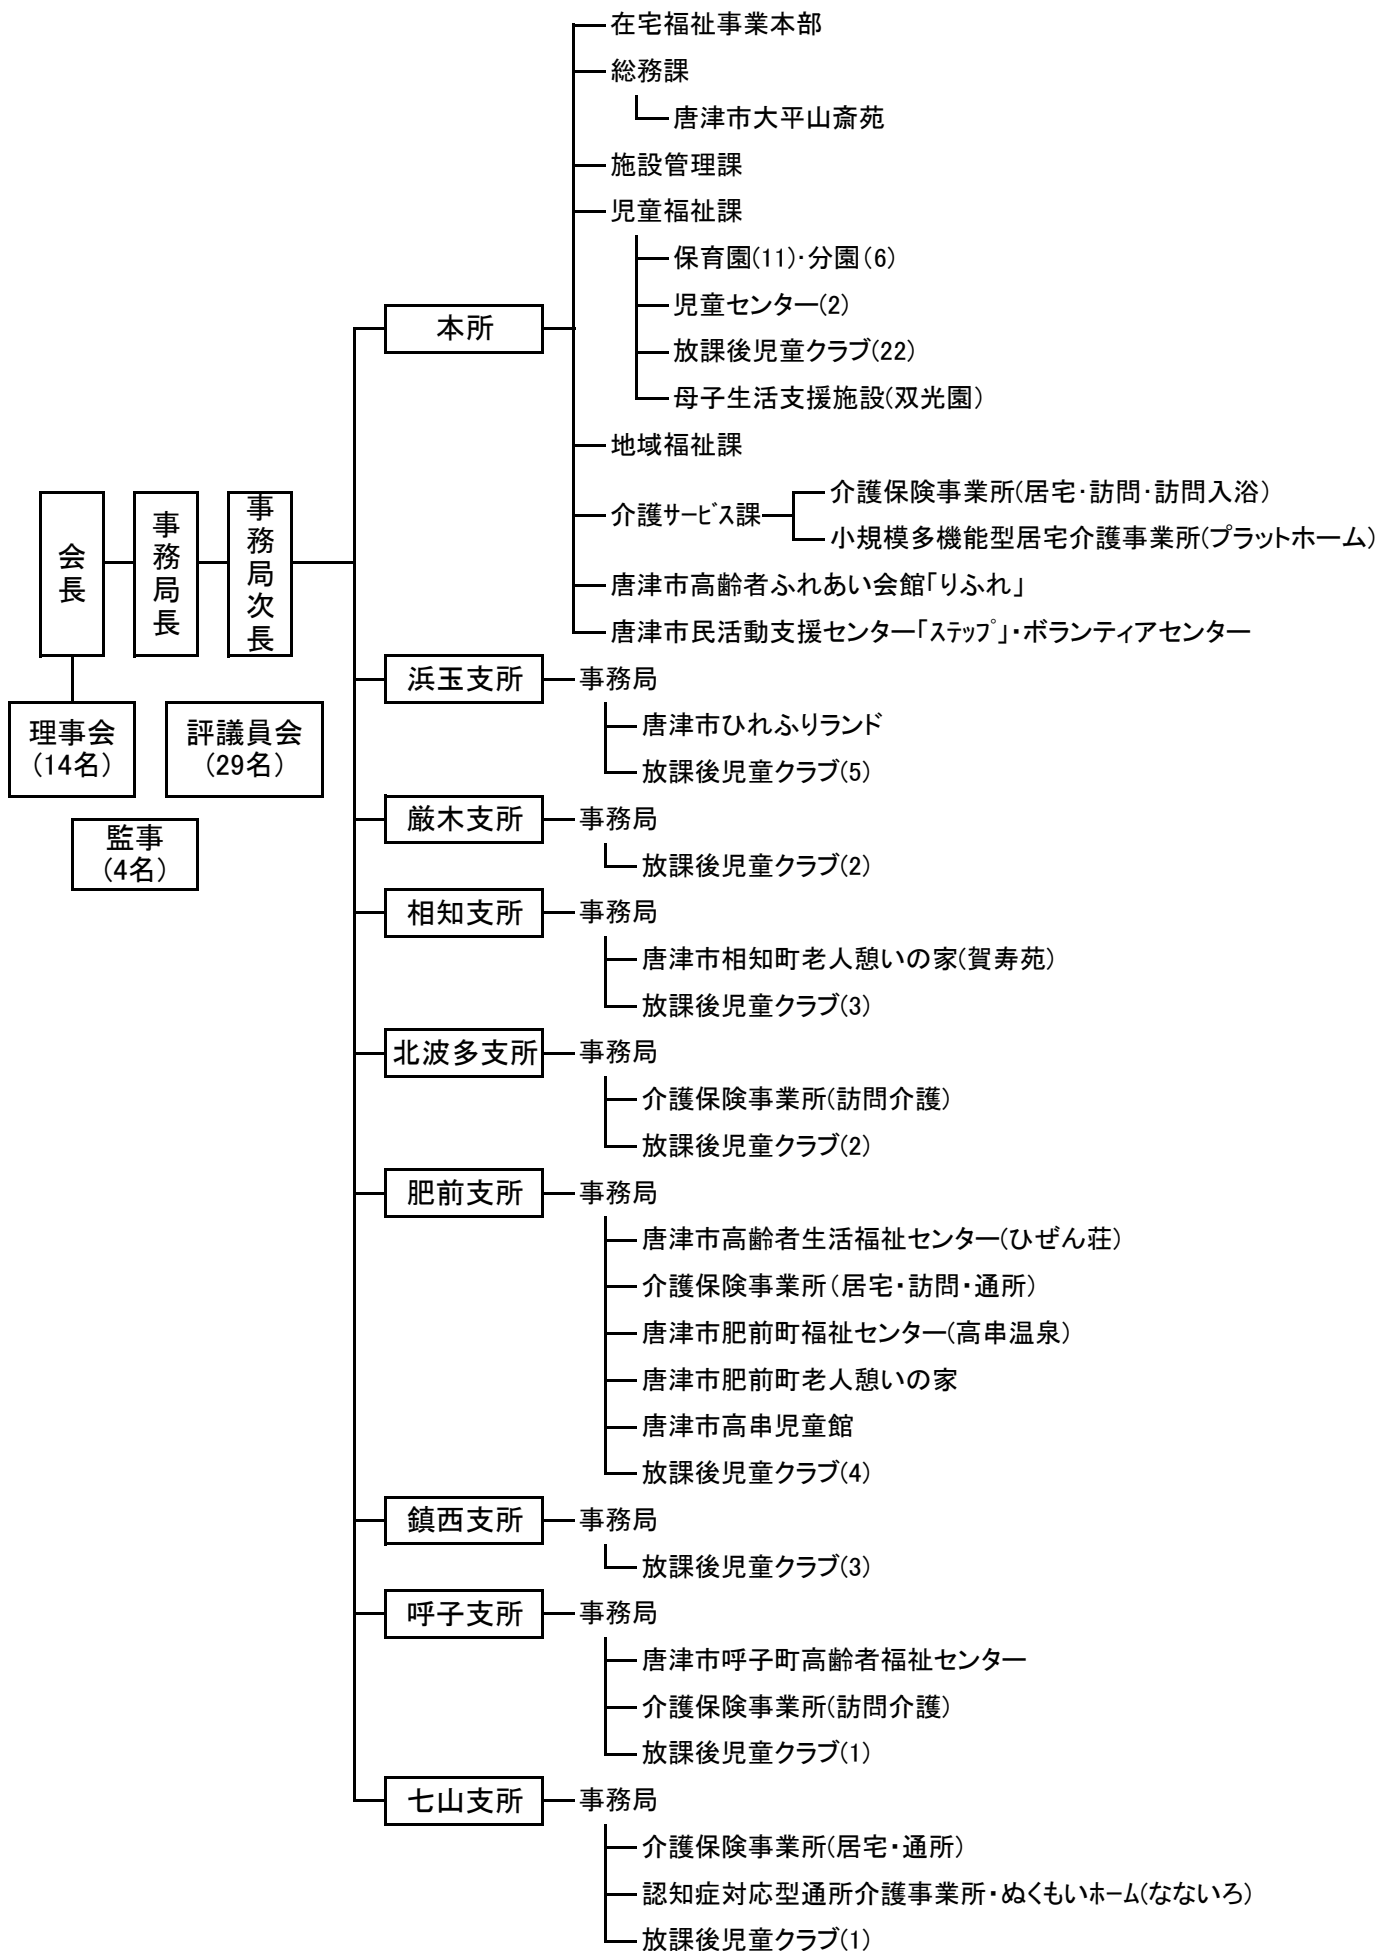 在宅福祉事業本部
総務課
唐津市大平山斎苑
施設管理課
児童福祉課
保育園(11)･分園(6)
児童センター(2)
本所
放課後児童クラブ(22)
母子生活支援施設(双光園)
地域福祉課
介護サービス課
介護保険事業所(居宅･訪問･訪問入浴)
小規模多機能型居宅介護事業所(プラットホーム)
会長
事務局長
事務局次長
唐津市高齢者ふれあい会館｢りふれ｣
唐津市民活動支援センター｢ｽﾃｯﾌﾟ｣・ボランティアセンター
理事会
(14名)
評議員会
(29名)
監事
(4名)
浜玉支所
事務局
唐津市ひれふりランド
放課後児童クラブ(5)
厳木支所
事務局
放課後児童クラブ(2)
相知支所
事務局
唐津市相知町老人憩いの家(賀寿苑)
放課後児童クラブ(3)
北波多支所
事務局
介護保険事業所(訪問介護)
放課後児童クラブ(2)
肥前支所
事務局
唐津市高齢者生活福祉センター(ひぜん荘)
介護保険事業所(居宅・訪問・通所)
唐津市肥前町福祉センター(高串温泉)
唐津市肥前町老人憩いの家
唐津市高串児童館
放課後児童クラブ(4)
鎮西支所
事務局
放課後児童クラブ(3)
呼子支所
事務局
唐津市呼子町高齢者福祉センター
介護保険事業所(訪問介護)
放課後児童クラブ(1)
七山支所
事務局
介護保険事業所(居宅・通所)
認知症対応型通所介護事業所・ぬくもいﾎｰﾑ(なないろ)
放課後児童クラブ(1)